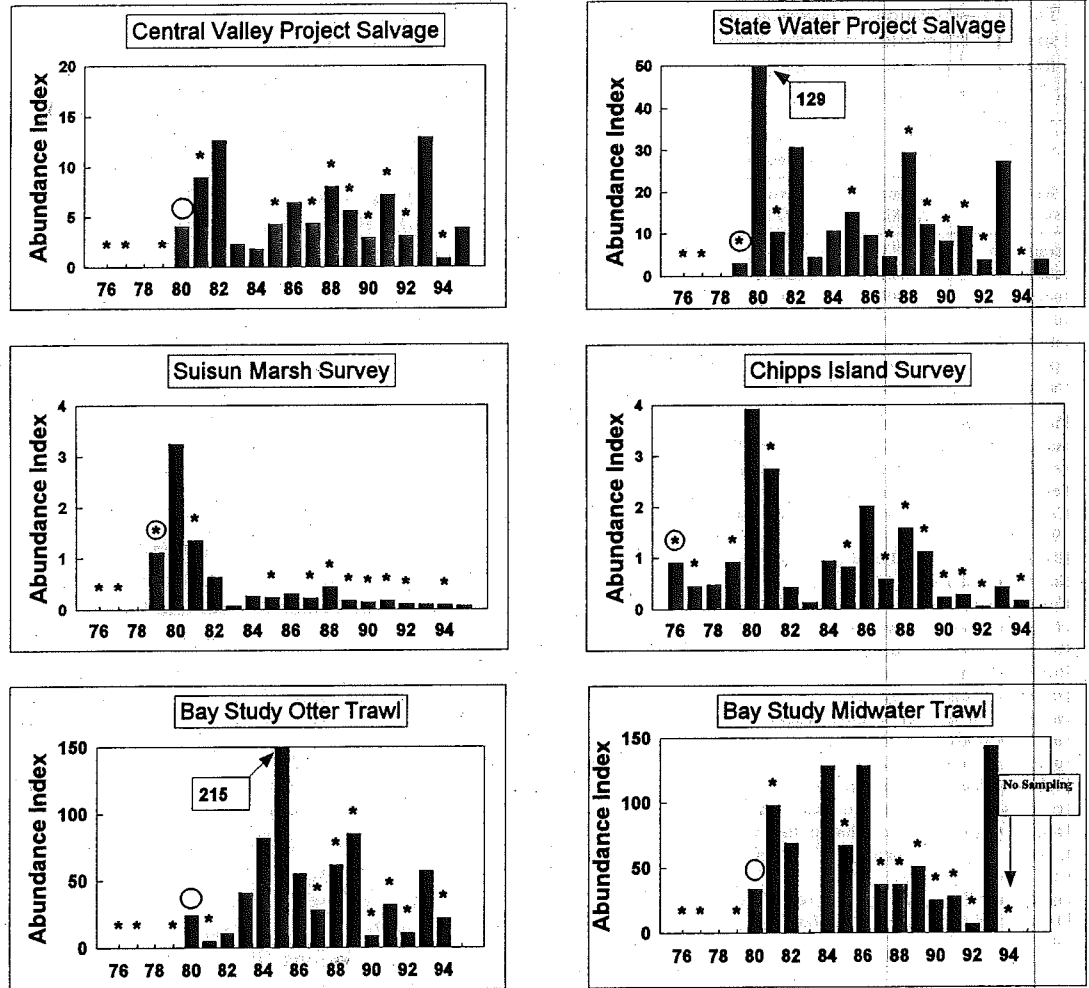 Central Valley Project Salvage
Abundance Index
20
15
10
5
0
* * * * * * * * * * * *
76 78 80 82 84 86 88 90 92 94
State Water Project Salvage
Abundance Index
50
40
30
20
10
0
129
* * * * * * * * * * * *
76 78 80 82 84 86 88 90 92 94
Suisun Marsh Survey
Abundance Index
4
3
2
1
0
* * * * * * * * * * * *
76 78 80 82 84 86 88 90 92 94
Chipps Island Survey
Abundance Index
4
3
2
1
0
* * * * * * * * * * * *
76 78 80 82 84 86 88 90 92 94
Bay Study Otter Trawl
Abundance Index
150
100
50
0
215
* * * * * * * * * * *
76 78 80 82 84 86 88 90 92 94
Bay Study Midwater Trawl
Abundance Index
150
100
50
0
No Sampling
* * * * * * * * * * * *
76 78 80 82 84 86 88 90 92 94